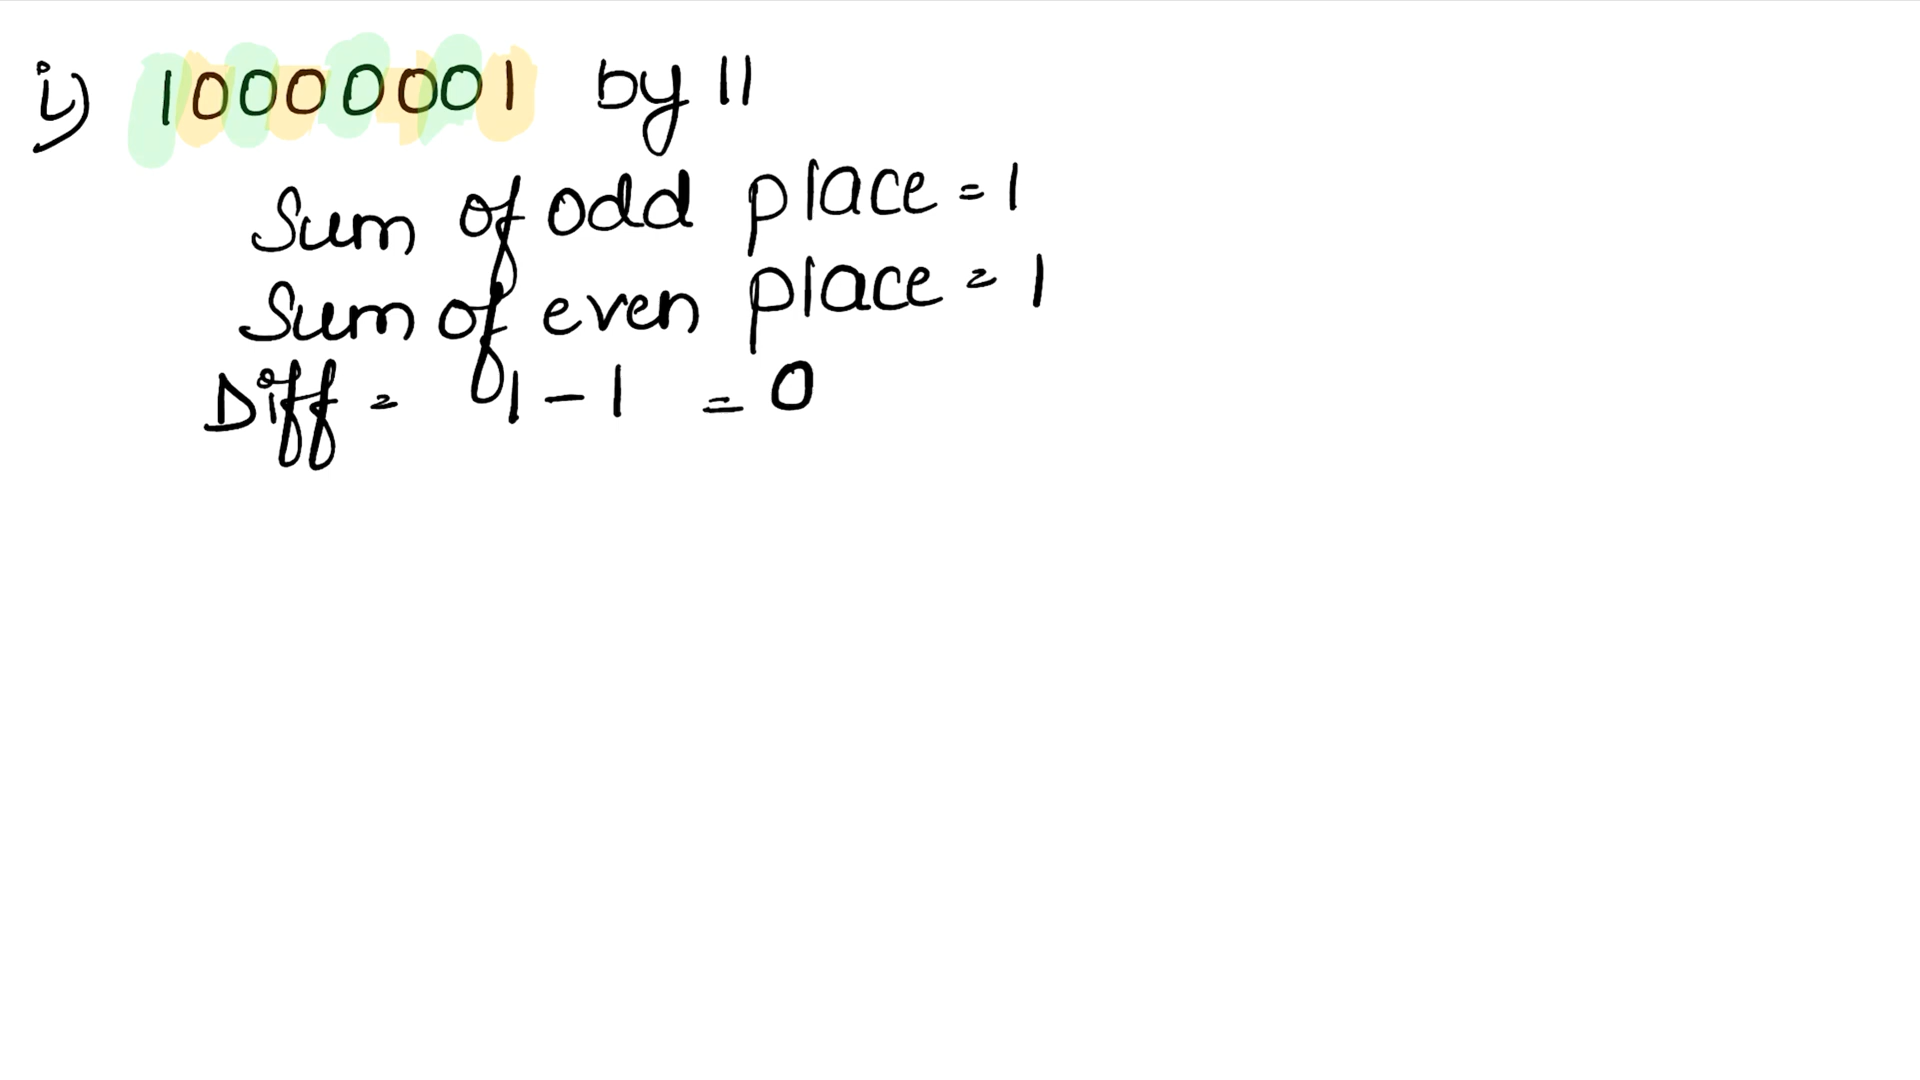 i) 10000001 by 11
Sum of odd place = 1
Sum of even place = 1
Diff = 1 - 1 = 0